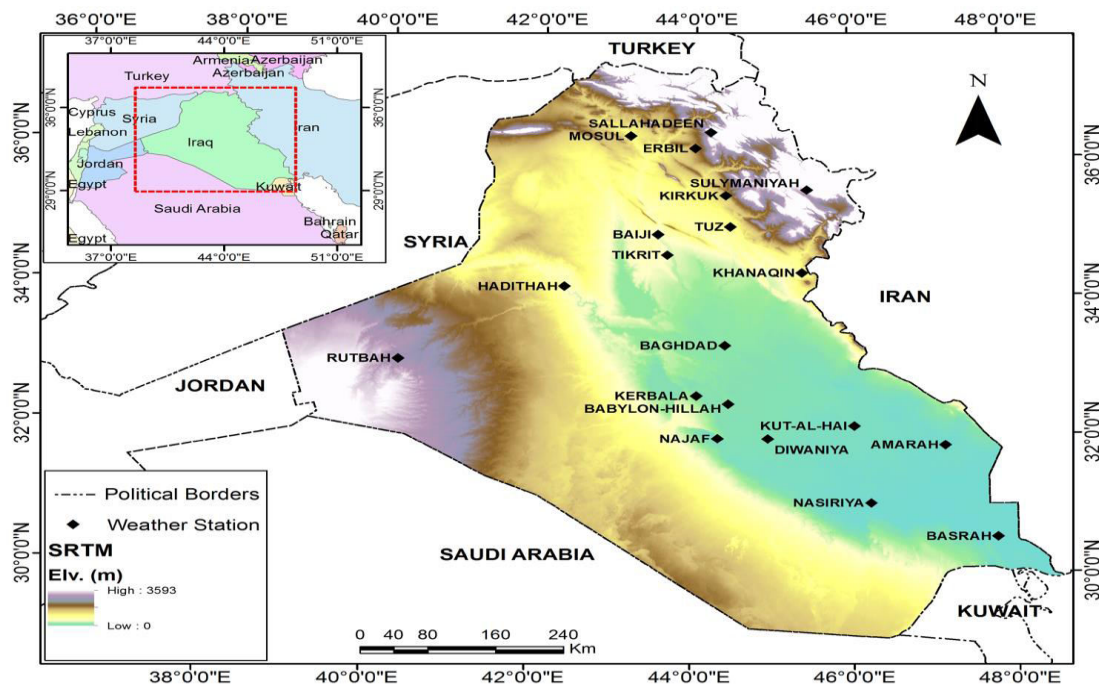 36°0'0"E 40°0'0"E 42°0'0"E 44°0'0"E 46°0'0"E 48°0'0"E
37°0'0"E 44°0'0"E 51°0'0"E
Armenia Azerbaijan
Azerbaijan
Turkey
Cyprus
Syria
Iran
Lebanon
Iraq
Jordan
Egypt
Kuwait
Saudi Arabia
Bahrain
Qatar
Egypt
36°0'0"N
29°0'0"N
36°0'0"N
29°0'0"N
37°0'0"E 44°0'0"E 51°0'0"E
TURKEY
N
SALLAHADEEN
MOSUL
ERBIL
SULYMANIYAH
KIRKUK
TUZ
BAIJI
SYRIA
TIKRIT
KHANAQIN
HADITHAH
IRAN
BAGHDAD
RUTBAH
JORDAN
KERBALA
BABYLON-HILLAH
KUT-AL-HAI
NAJAF
DIWANIYA
AMARAH
NASIRIYA
BASRAH
SAUDI ARABIA
KUWAIT
36°0'0"N
34°0'0"N
32°0'0"N
30°0'0"N
36°0'0"N
34°0'0"N
32°0'0"N
30°0'0"N
Political Borders
Weather Station
SRTM
Elv. (m)
High : 3593
Low : 0
0 40 80 160 240
Km
38°0'0"E 40°0'0"E 42°0'0"E 44°0'0"E 46°0'0"E 48°0'0"E